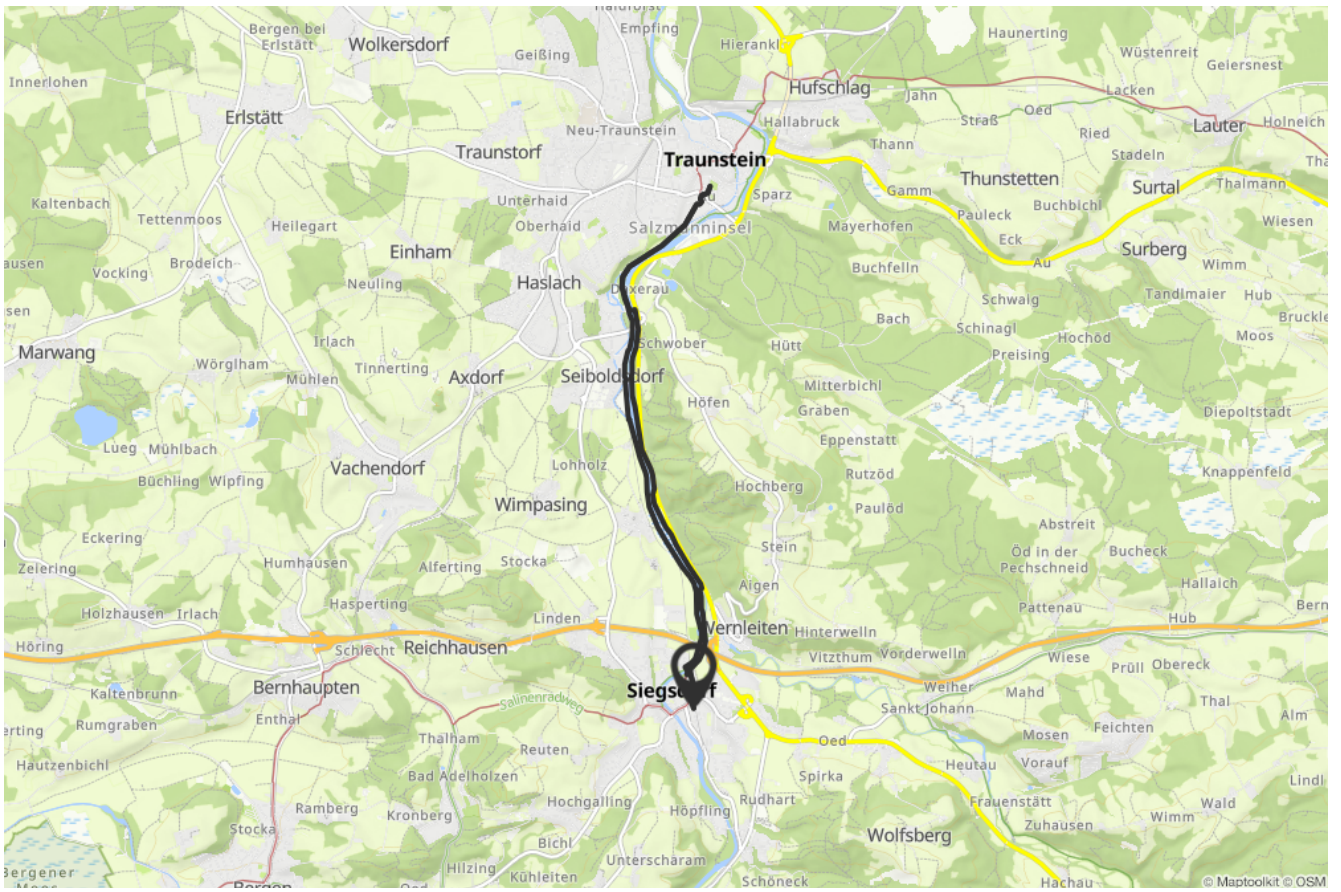 Bergen bei
Erlstätt
Wolkersdorf
Geißing
Empfing
Hierankl
Haunerting
Wüstenreit
Geiersnest
Innerlohen
Hufschlag
Jahn
Oed
Lacken
Erlstätt
Neu-Traunstein
Hallabruck
Straß
Ried
Lauter
Holneich
Traunstorf
Traunstein
Thann
Stadeln
Thunstetten
Surtal
Thalmann
Kaltenbach
Unterhaid
Sparz
Gamm
Pauleck
Buchbichl
Tettenmoos
Heilegart
Oberhaid
Salzmanninsel
Mayerhofen
Eck
Wiesen
Einham
Surberg
Vocking
Brodeich
Buchfelln
Au
Wimm
Neuling
Haslach
Tandlmaier
Hub
Schwaig
Bach
Schinagl
Hochöd
Moos
Marwang
Irlach
Schwober
Hütt
Preising
Wörglham
Tinnerting
Mühlen
Axdorf
Seiboldsdorf
Mitterbichl
Höfen
Graben
Diepoltstadt
Lueg
Mühlbach
Eppenstatt
Vachendorf
Lohholz
Büchling
Wipfing
Rutzöd
Knappenfeld
Hochberg
Wimpasing
Paulöd
Abstreit
Eckering
Stein
Öd in der
Pechschneid
Bucheck
Zeiering
Humhausen
Alferting
Stocka
Aigen
Hallaich
Holzhausen
Irlach
Hasperting
Linden
Pattenau
Hub
Höring
Schlecht
Reichhausen
Wernleiten
Hinterwelln
Vitzthum
Vorderwelln
Wiese
Prüll
Obereck
Kaltenbrunn
Bernhaupten
Siegsdorf
Weiher
Mahd
Thal
Rumgraben
Enthal
Salinenradweg
Sankt Johann
Feichten
Alm
Thalham
Reuten
Oed
Mosen
Hautzenbichl
Bad Adelholzen
Heutau
Vorauf
Spirka
Ramberg
Kronberg
Hochgalling
Höpfling
Rudhart
Frauenstätt
Wald
Stocka
Wolfsberg
Zuhausen
Wimm
Bichl
Hilzing
Kühleiten
Unterscharam
Schöneck
Hachau
Bergener
© Maptoolkit © OSM